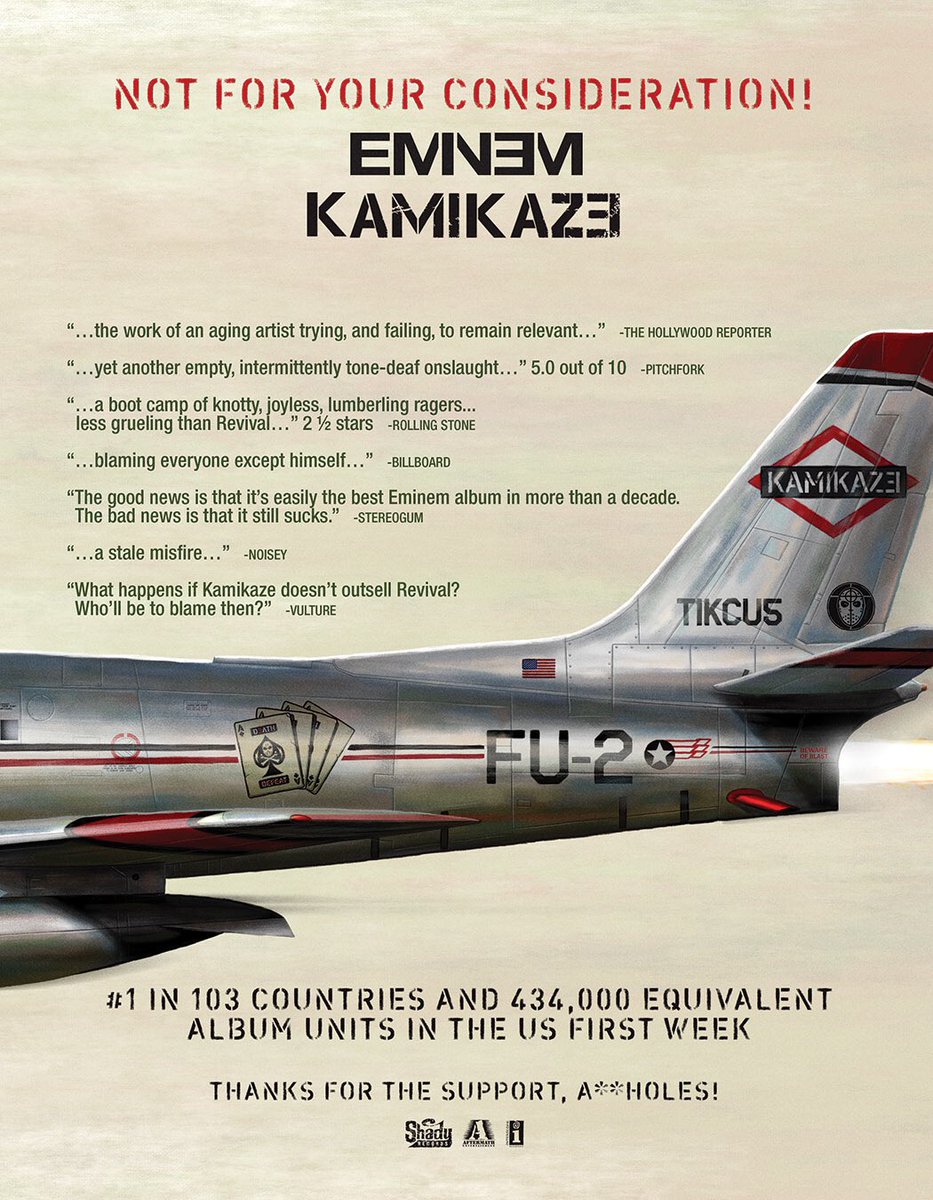 NOT FOR YOUR CONSIDERATION!
EMINEM
KAMIKAZE
“…the work of an aging artist trying, and failing, to remain relevant…” -THE HOLLYWOOD REPORTER
“…yet another empty, intermittently tone-deaf onslaught…” 5.0 out of 10 -PITCHFORK
“…a boot camp of knotty, joyless, lumberling ragers...
less grueling than Revival…” 2 ½ stars -ROLLING STONE
“…blaming everyone except himself…” -BILLBOARD
“The good news is that it’s easily the best Eminem album in more than a decade.
The bad news is that it still sucks.” -STEREOGUM
“…a stale misfire…” -NOISEY
“What happens if Kamikaze doesn’t outsell Revival?
Who’ll be to blame then?” -VULTURE
KAMIKAZE
TIKCU5
DEATH
DEFEAT
FU-2
BEWARE
OF BLAST
#1 IN 103 COUNTRIES AND 434,000 EQUIVALENT
ALBUM UNITS IN THE US FIRST WEEK
THANKS FOR THE SUPPORT, A**HOLES!
Shady
RECORDS
AFTERMATH
ENTERTAINMENT